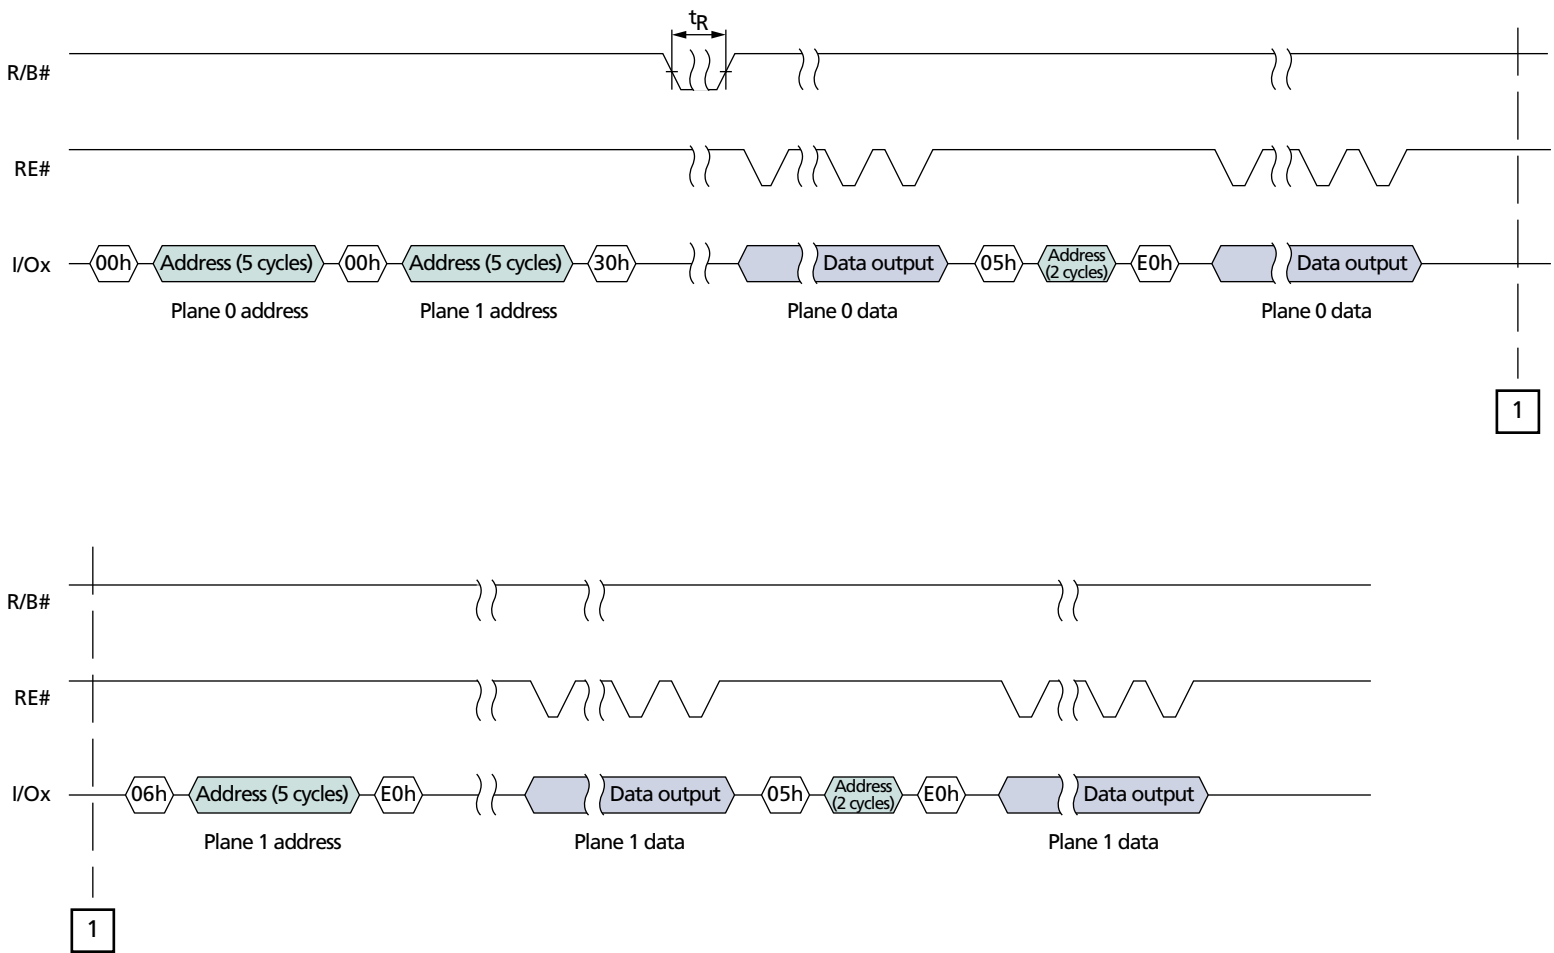 tR
R/B#
RE#
I/Ox 00h Address (5 cycles) 00h Address (5 cycles) 30h Data output 05h Address (2 cycles) E0h Data output
Plane 0 address Plane 1 address Plane 0 data Plane 0 data
1
R/B#
RE#
I/Ox 06h Address (5 cycles) E0h Data output 05h Address (2 cycles) E0h Data output
Plane 1 address Plane 1 data Plane 1 data
1